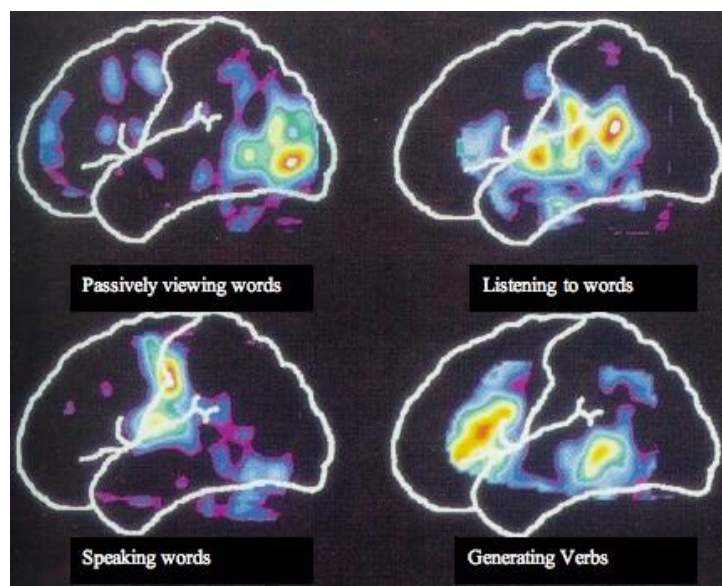 Passively viewing words
Listening to words
Speaking words
Generating Verbs